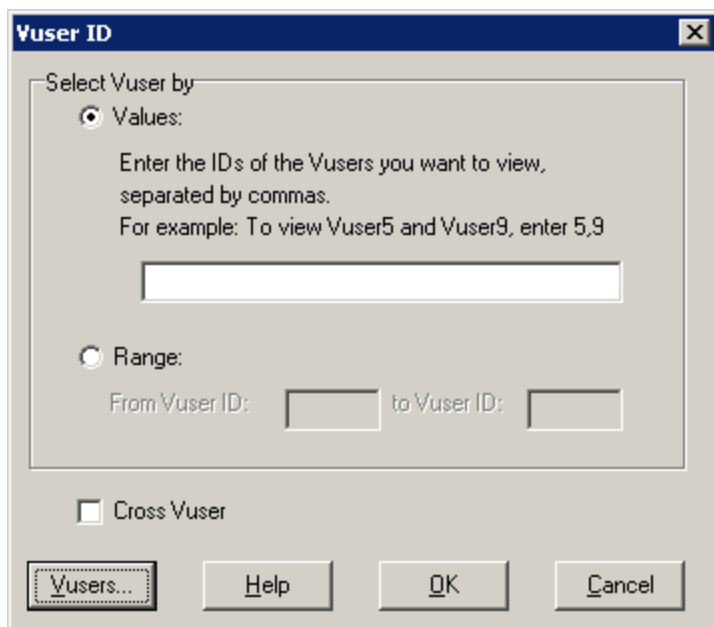 Vuser ID
Select Vuser by
Values:
Enter the IDs of the Vusers you want to view,
separated by commas.
For example: To view Vuser5 and Vuser9, enter 5,9
Range:
From Vuser ID: to Vuser ID:
Cross Vuser
Vusers... Help OK Cancel